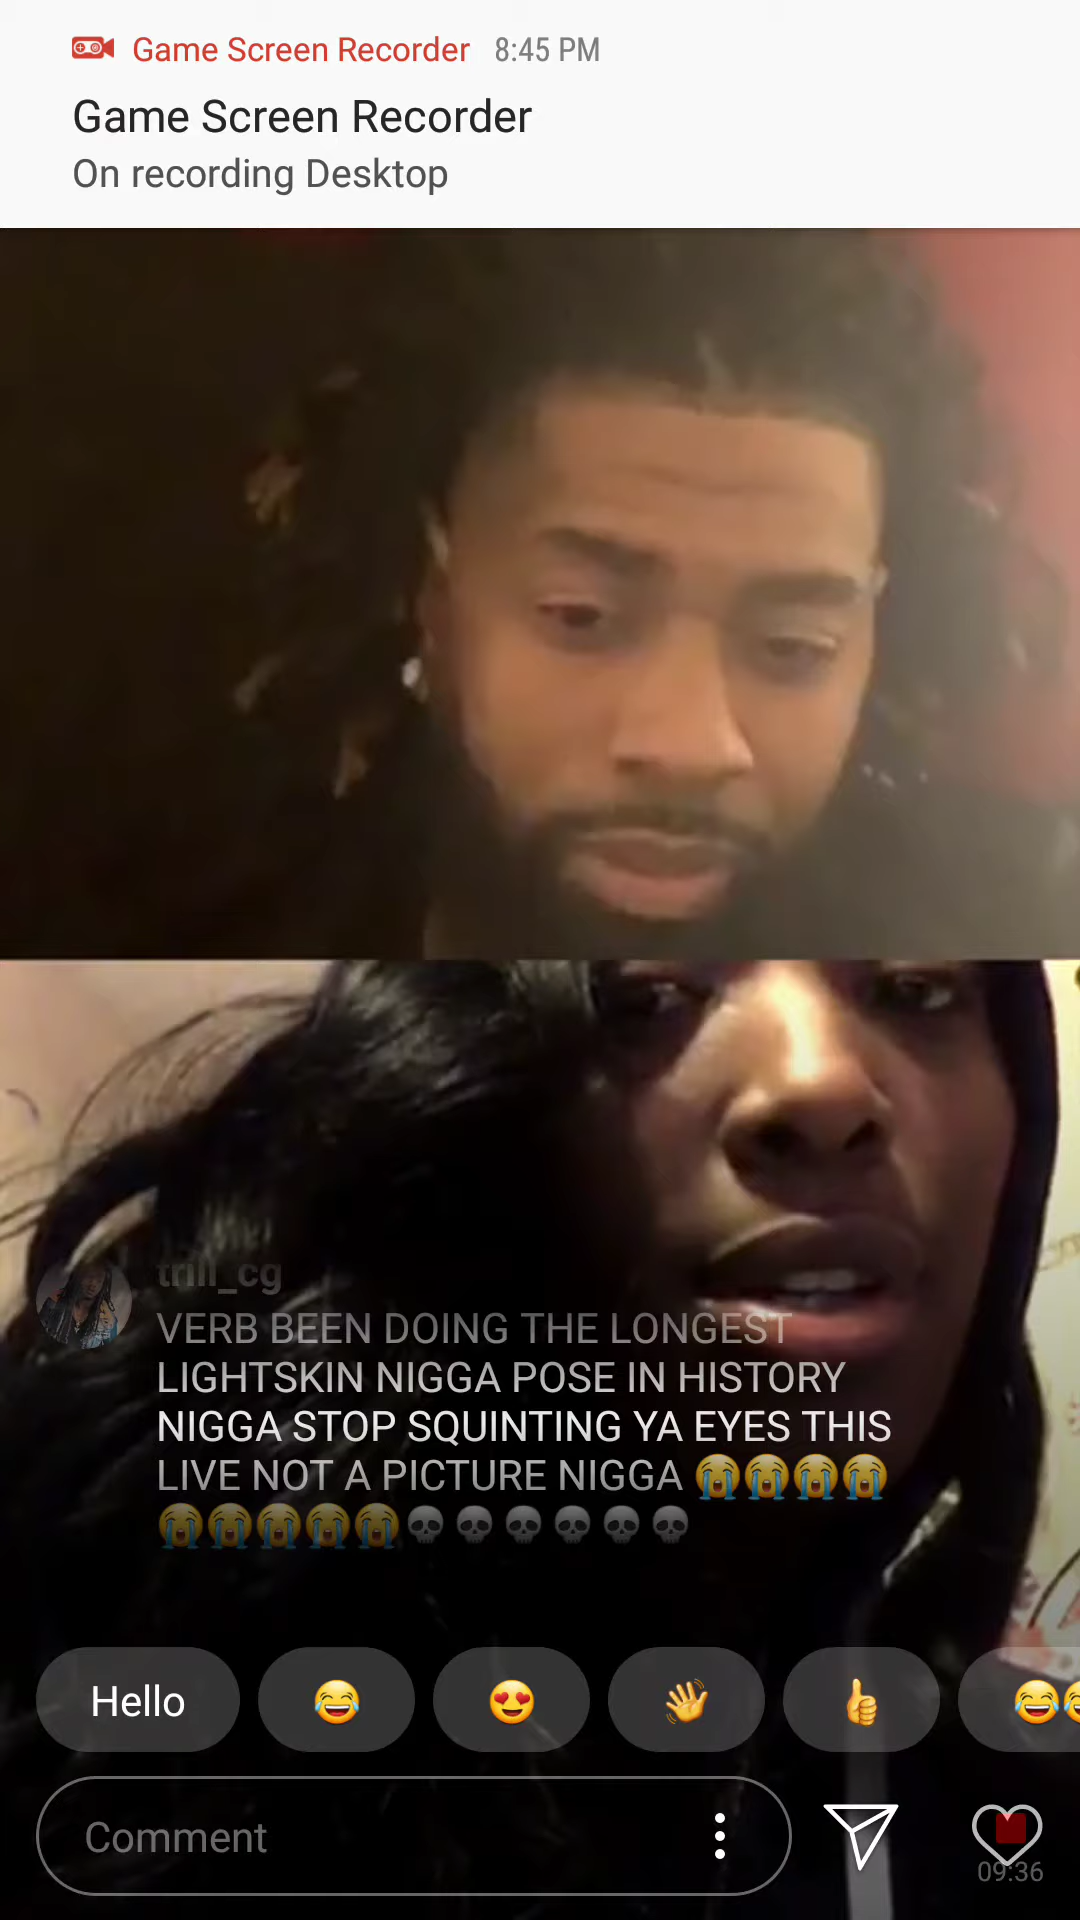 Game Screen Recorder 8:45 PM
Game Screen Recorder
On recording Desktop
trill_cg
VERB BEEN DOING THE LONGEST
LIGHTSKIN NIGGA POSE IN HISTORY
NIGGA STOP SQUINTING YA EYES THIS
LIVE NOT A PICTURE NIGGA 😭😭😭😭
😭😭😭😭😭💀💀💀💀💀💀
Hello 😂 😍 👋 👍 😂
Comment
09:36